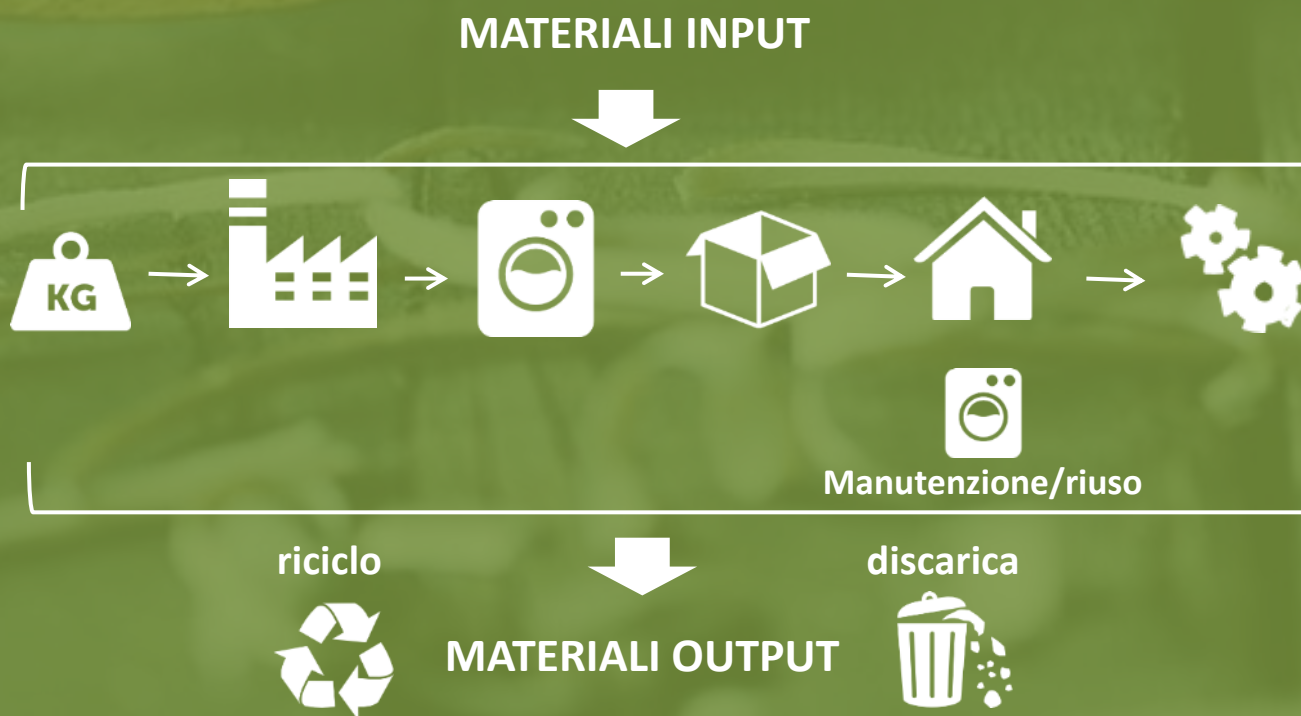 MATERIALI INPUT
KG
Manutenzione/riuso
riciclo
discarica
MATERIALI OUTPUT